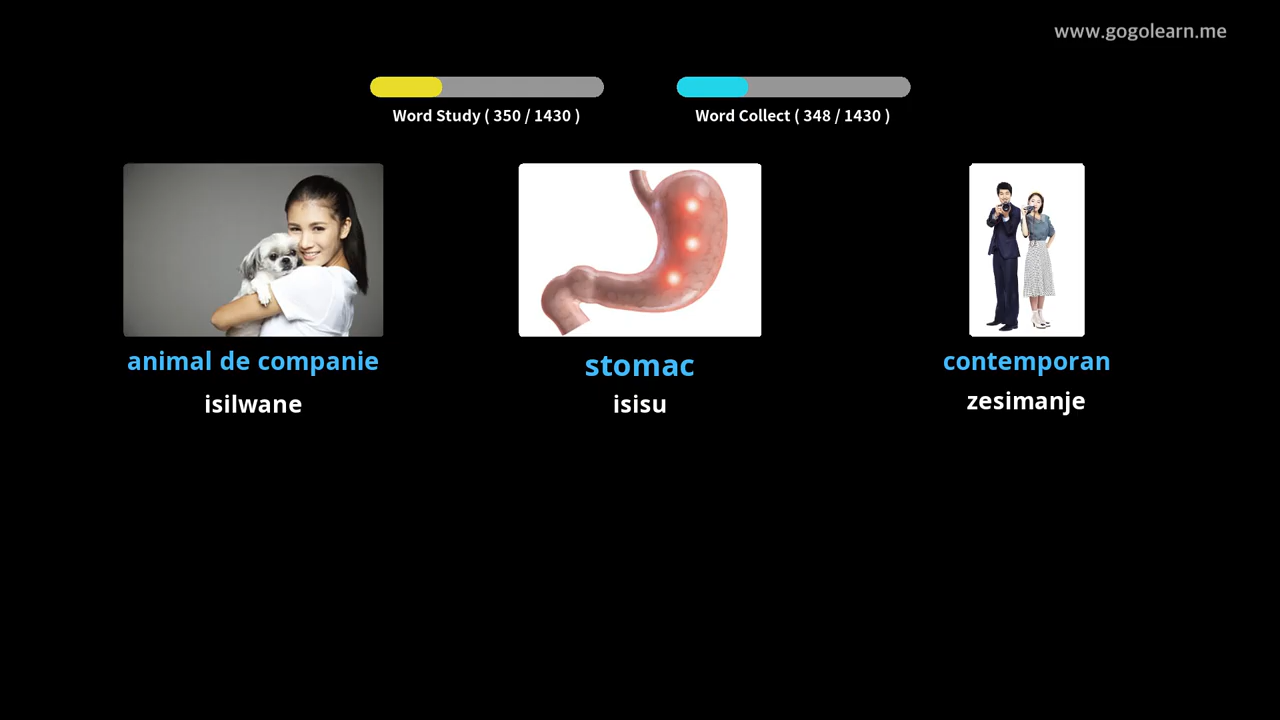 www.gogolearn.me
Word Study ( 350 / 1430 )
Word Collect ( 348 / 1430 )
animal de companie
isilwane
stomac
isisu
contemporan
zesimanje